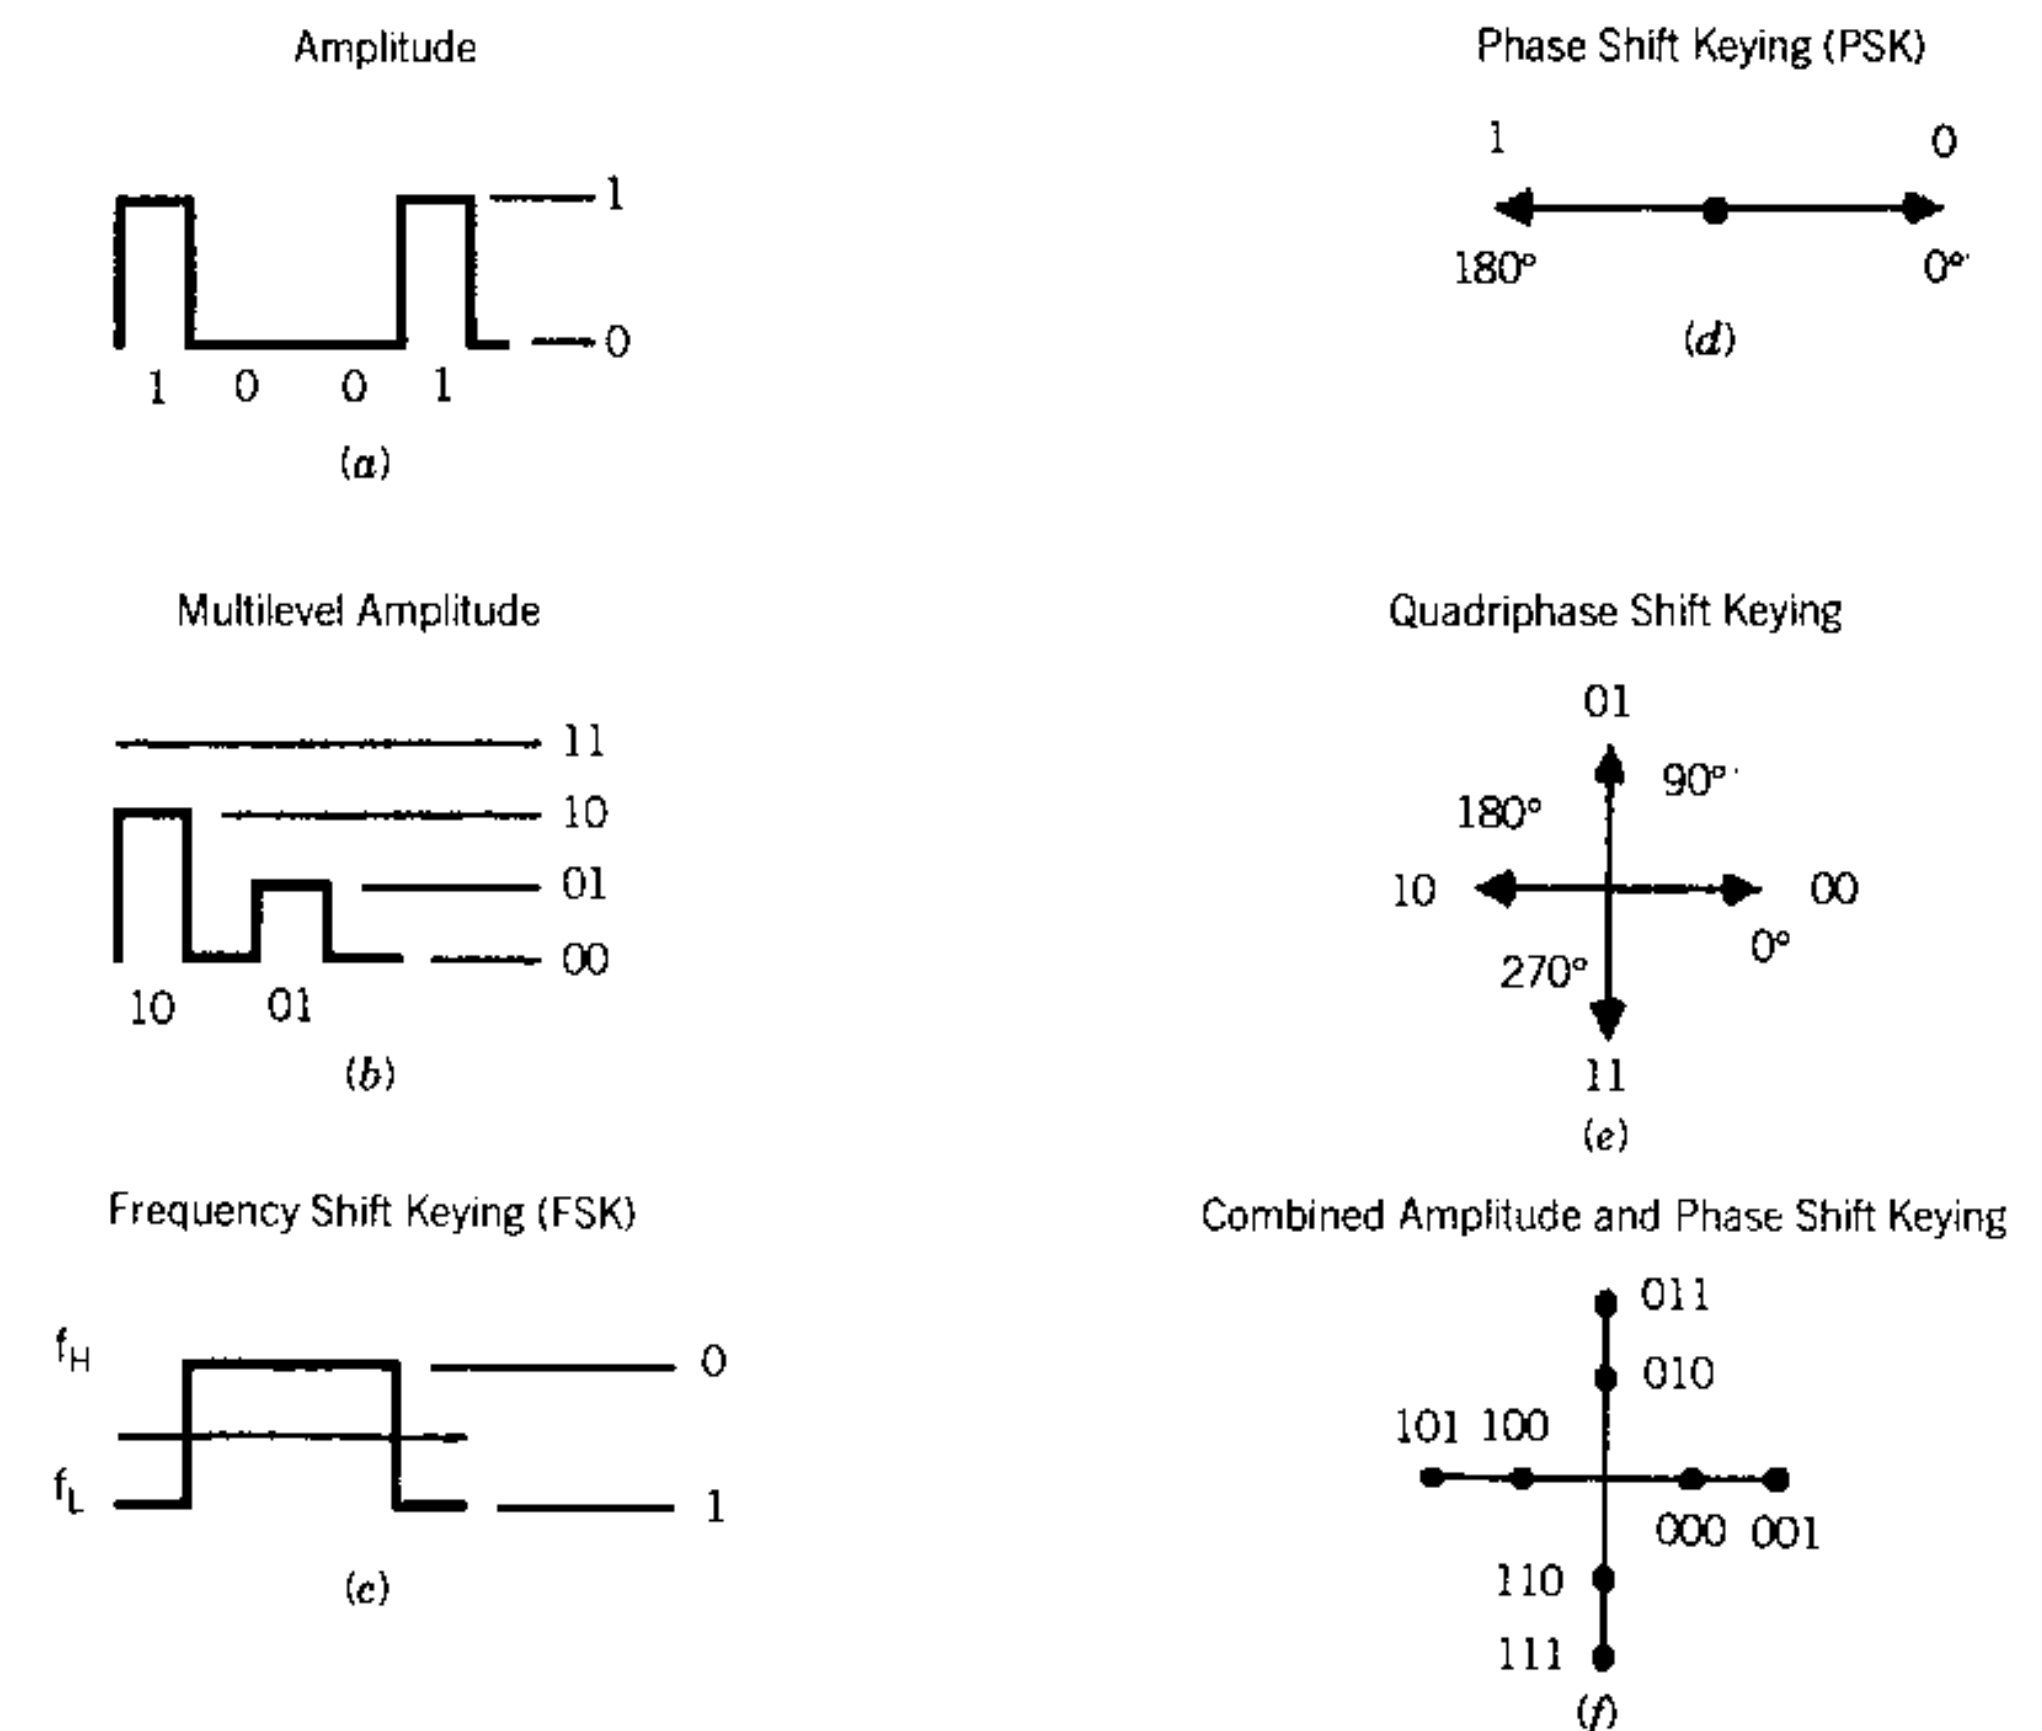 Amplitude
1
0
1 0 0 1
(a)
Multilevel Amplitude
11
10
01
00
10 01
(b)
Frequency Shift Keying (FSK)
fH
0
fL
1
(c)
Phase Shift Keying (PSK)
1 0
180° 0°
(d)
Quadriphase Shift Keying
01
90°
180°
10 00
0°
270°
11
(e)
Combined Amplitude and Phase Shift Keying
011
010
101 100
000 001
110
111
(f)